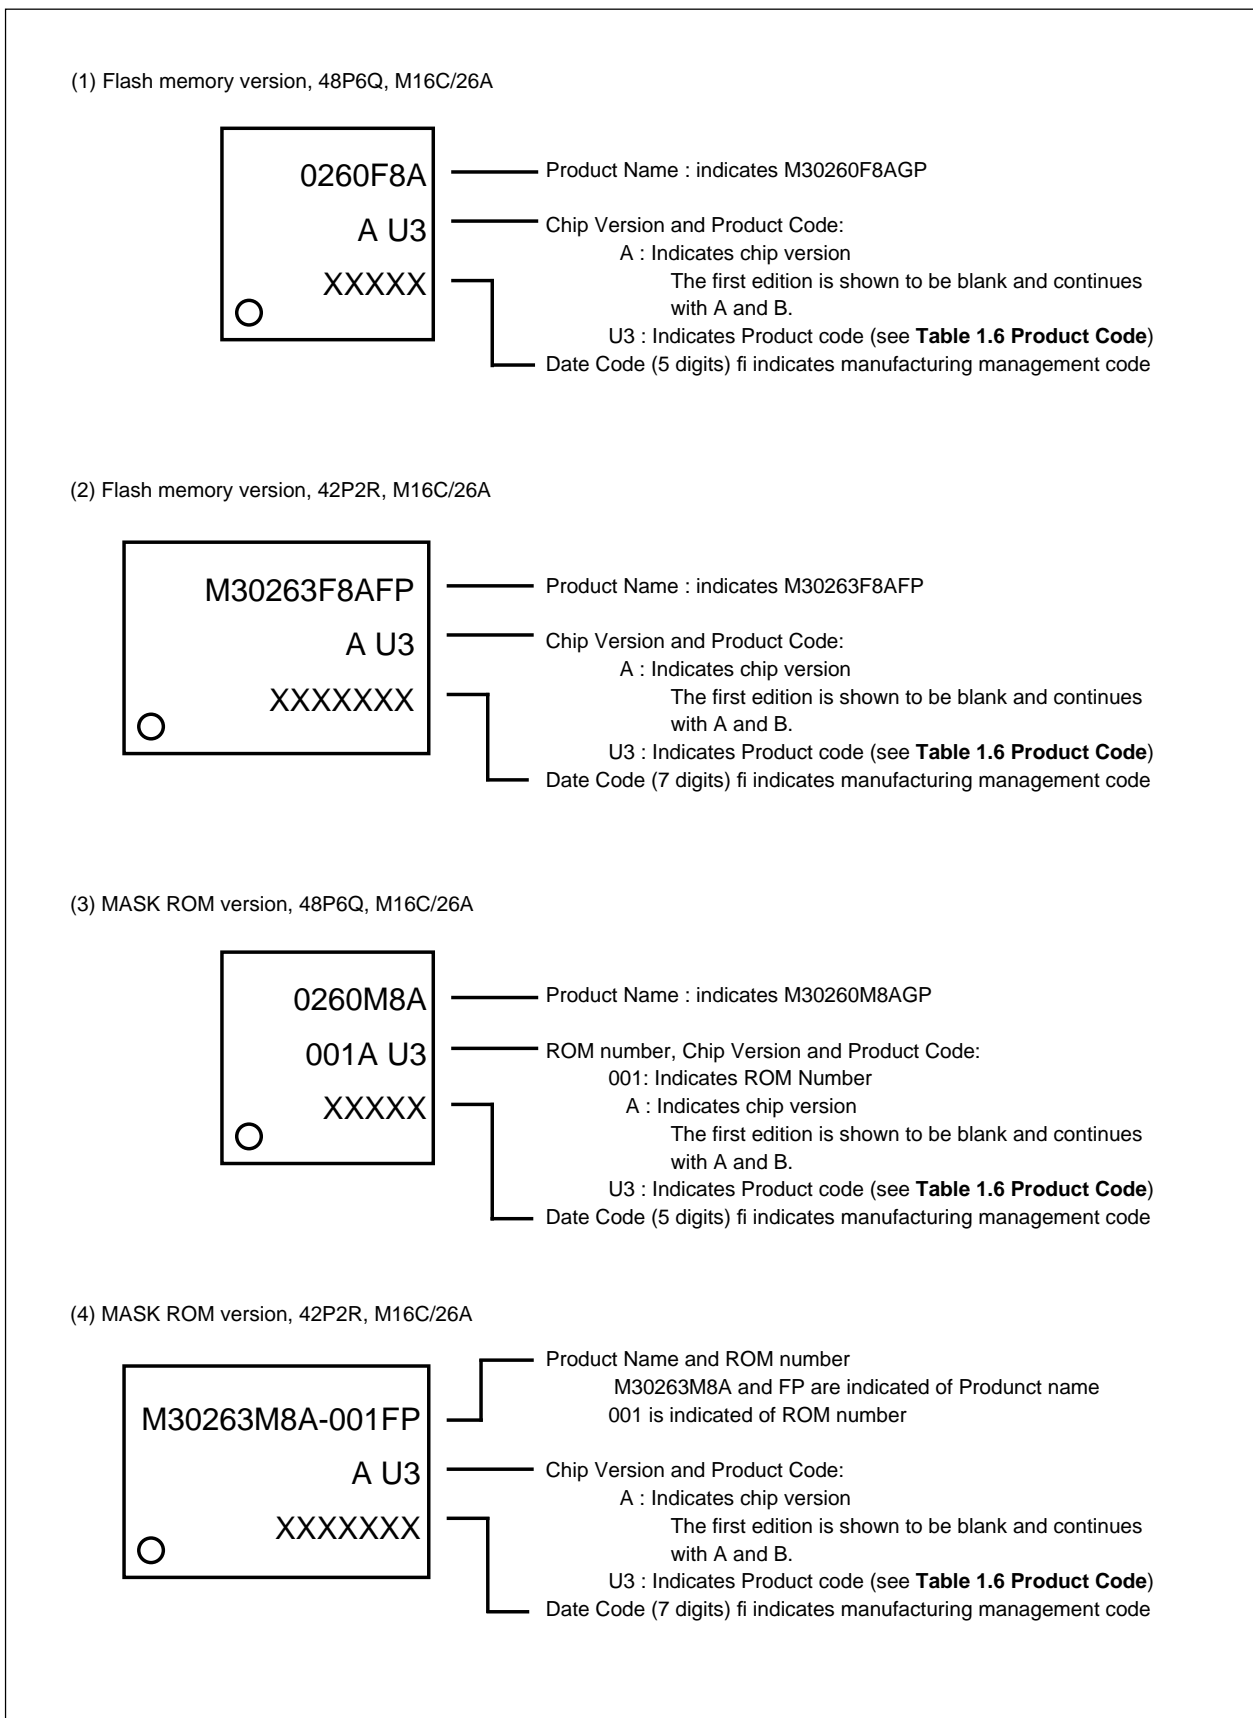 (1) Flash memory version, 48P6Q, M16C/26A
0260F8A
A U3
XXXXX
Product Name : indicates M30260F8AGP
Chip Version and Product Code:
A : Indicates chip version
The first edition is shown to be blank and continues
with A and B.
U3 : Indicates Product code (see Table 1.6 Product Code)
Date Code (5 digits) fi indicates manufacturing management code
(2) Flash memory version, 42P2R, M16C/26A
M30263F8AFP
A U3
XXXXXXX
Product Name : indicates M30263F8AFP
Chip Version and Product Code:
A : Indicates chip version
The first edition is shown to be blank and continues
with A and B.
U3 : Indicates Product code (see Table 1.6 Product Code)
Date Code (7 digits) fi indicates manufacturing management code
(3) MASK ROM version, 48P6Q, M16C/26A
0260M8A
001A U3
XXXXX
Product Name : indicates M30260M8AGP
ROM number, Chip Version and Product Code:
001: Indicates ROM Number
A : Indicates chip version
The first edition is shown to be blank and continues
with A and B.
U3 : Indicates Product code (see Table 1.6 Product Code)
Date Code (5 digits) fi indicates manufacturing management code
(4) MASK ROM version, 42P2R, M16C/26A
M30263M8A-001FP
A U3
XXXXXXX
Product Name and ROM number
M30263M8A and FP are indicated of Produnct name
001 is indicated of ROM number
Chip Version and Product Code:
A : Indicates chip version
The first edition is shown to be blank and continues
with A and B.
U3 : Indicates Product code (see Table 1.6 Product Code)
Date Code (7 digits) fi indicates manufacturing management code